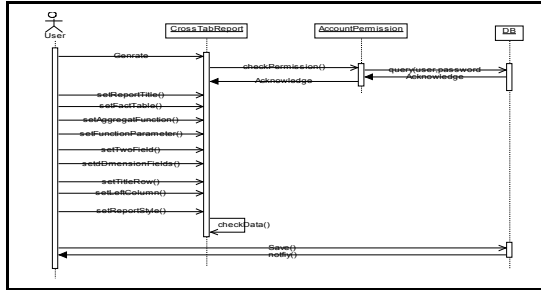 User
CrossTabReport
AccountPermission
DB
Genrate
checkPermission()
query(user,password
Acknowledge
Acknowledge
setReportTitle()
setFactTable()
setAggregatFunction()
setFunctionParameter()
setTwoField()
setdDmensionFields()
setTitleRow()
setLeftColumn()
setReportStyle()
checkData()
Save()
notfiy()